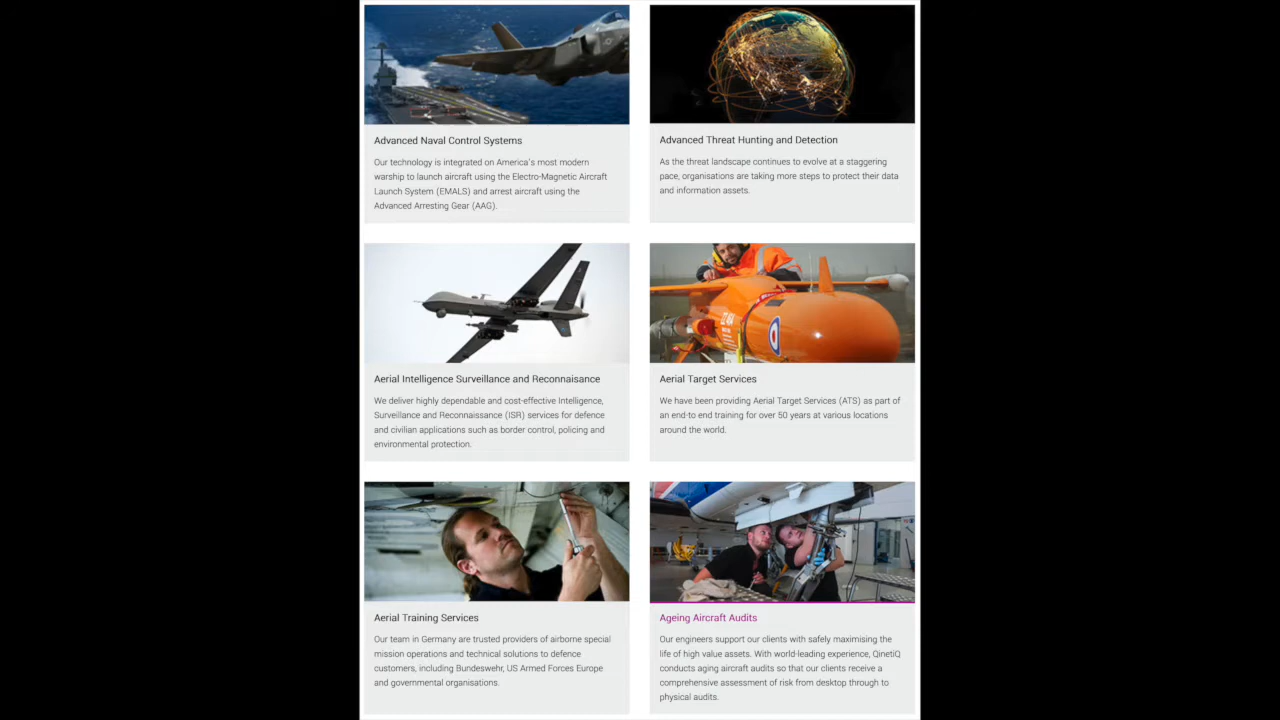 Advanced Naval Control Systems
Our technology is integrated on America's most modern
warship to launch aircraft using the Electro-Magnetic Aircraft
Launch System (EMALS) and arrest aircraft using the
Advanced Arresting Gear (AAG).
Advanced Threat Hunting and Detection
As the threat landscape continues to evolve at a staggering
pace, organisations are taking more steps to protect their data
and information assets.
Aerial Intelligence Surveillance and Reconnaisance
We deliver highly dependable and cost-effective Intelligence,
Surveillance and Reconnaissance (ISR) services for defence
and civilian applications such as border control, policing and
environmental protection.
Aerial Target Services
We have been providing Aerial Target Services (ATS) as part of
an end-to end training for over 50 years at various locations
around the world.
Aerial Training Services
Our team in Germany are trusted providers of airborne special
mission operations and technical solutions to defence
customers, including Bundeswehr, US Armed Forces Europe
and governmental organisations.
Ageing Aircraft Audits
Our engineers support our clients with safely maximising the
life of high value assets. With world-leading experience, QinetiQ
conducts aging aircraft audits so that our clients receive a
comprehensive assessment of risk from desktop through to
physical audits.